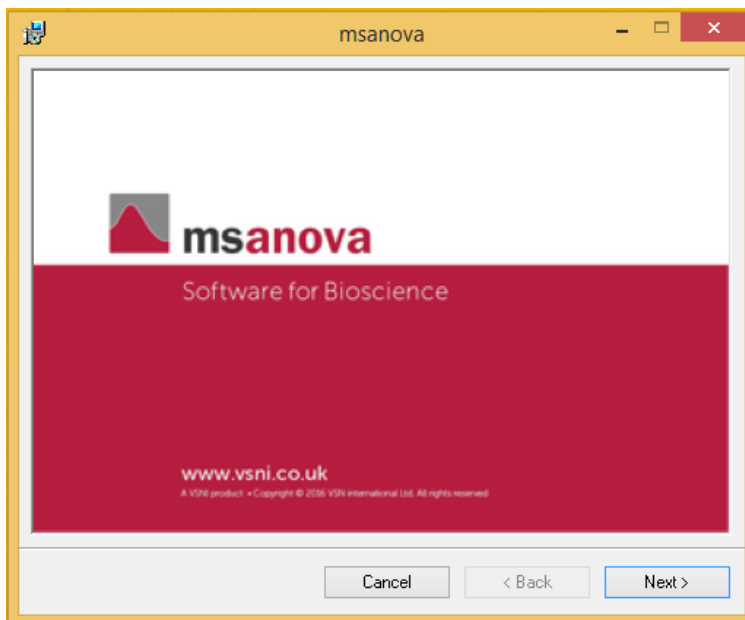 msanova
msanova
Software for Bioscience
www.vsni.co.uk
A VSNI product • Copyright © 2016 VSN International Ltd. All rights reserved
Cancel
< Back
Next >